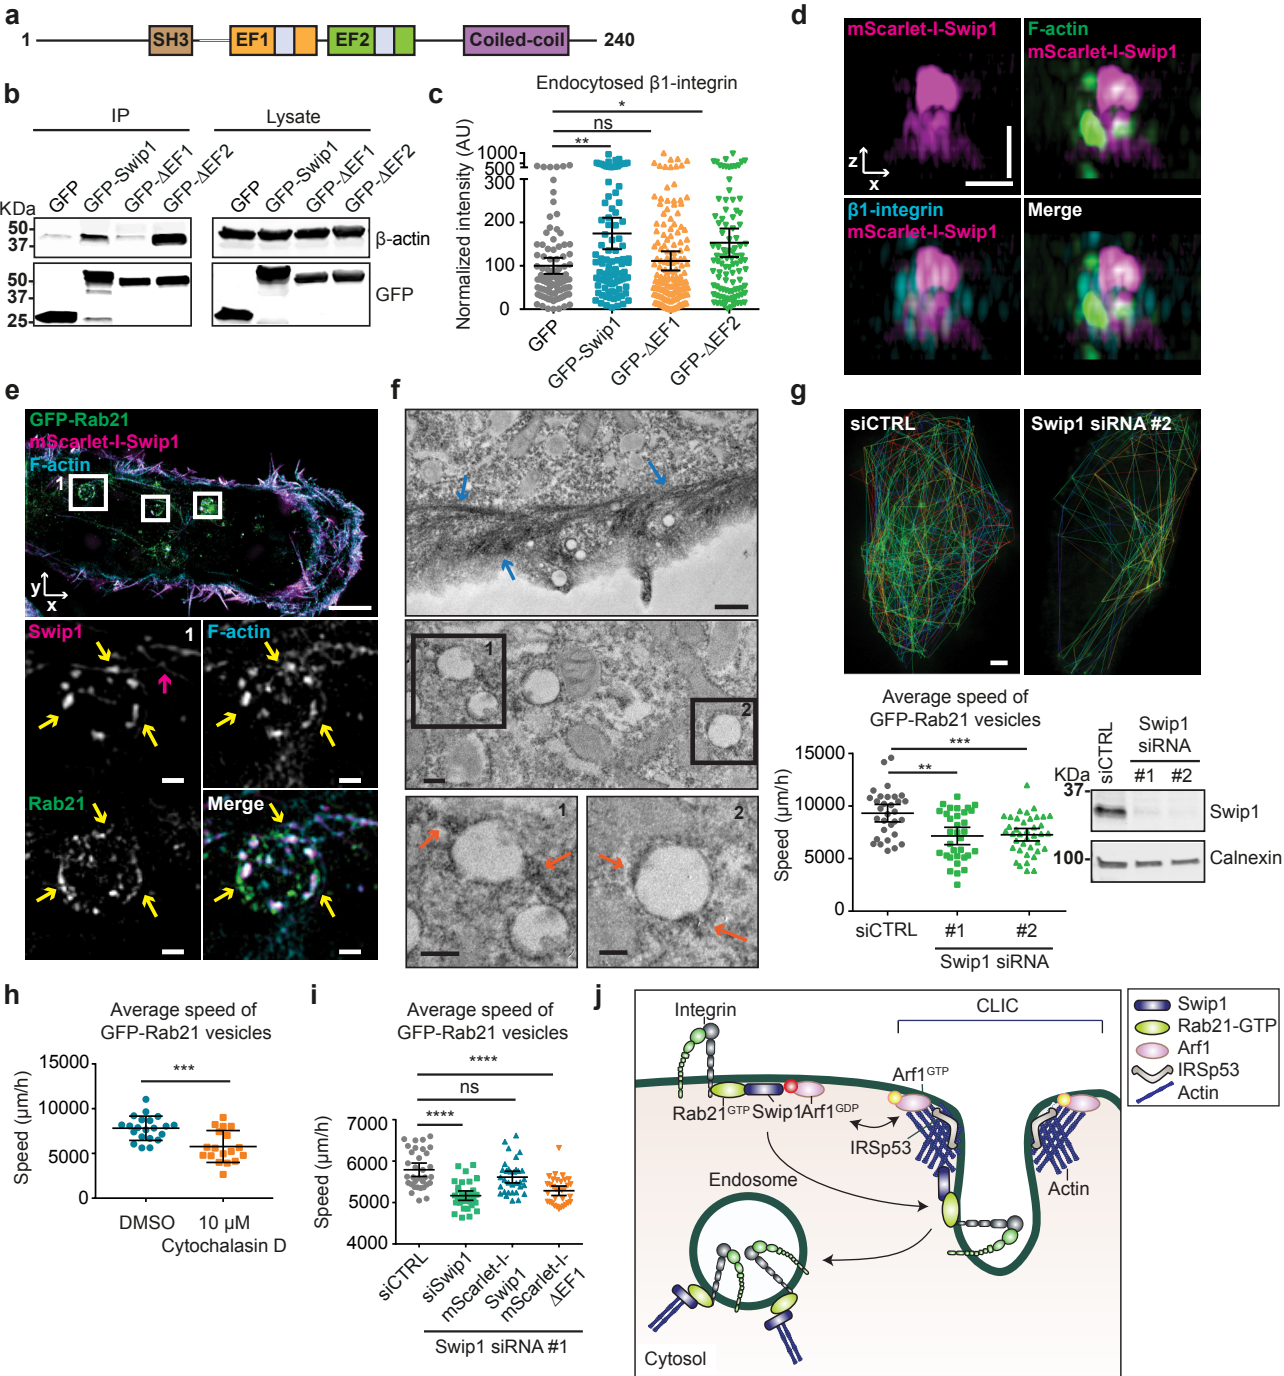 a
1
SH3
EF1
EF2
Coiled-coil
240
b
IP
Lysate
GFP
GFP-Swip1
GFP-ΔEF1
GFP-ΔEF2
GFP
GFP-Swip1
GFP-ΔEF1
GFP-ΔEF2
KDa
50
37
β-actin
50
37
25
GFP
c
Endocytosed β1-integrin
*
ns
**
Normalized intensity (AU)
1000
500
300
200
100
0
GFP
GFP-Swip1
GFP-ΔEF1
GFP-ΔEF2
d
mScarlet-I-Swip1
F-actin
mScarlet-I-Swip1
z
x
β1-integrin
mScarlet-I-Swip1
Merge
e
GFP-Rab21
mScarlet-I-Swip1
F-actin
1
y
x
Swip1
1
F-actin
Rab21
Merge
f
1
2
1
2
g
siCTRL
Swip1 siRNA #2
Average speed of
GFP-Rab21 vesicles
***
**
Speed (µm/h)
15000
10000
5000
0
siCTRL
#1
#2
Swip1 siRNA
siCTRL
Swip1
siRNA
#1
#2
KDa
37
Swip1
100
Calnexin
h
Average speed of
GFP-Rab21 vesicles
***
Speed (µm/h)
15000
10000
5000
0
DMSO
10 µM
Cytochalasin D
i
Average speed of
GFP-Rab21 vesicles
****
ns
****
Speed (µm/h)
7000
6000
5000
4000
siCTRL
siSwip1
mScarlet-I-
Swip1
mScarlet-I-
ΔEF1
Swip1 siRNA #1
j
Integrin
CLIC
Rab21GTP
Swip1
Arf1GDP
Arf1GTP
IRSp53
Actin
Endosome
Cytosol
Swip1
Rab21-GTP
Arf1
IRSp53
Actin